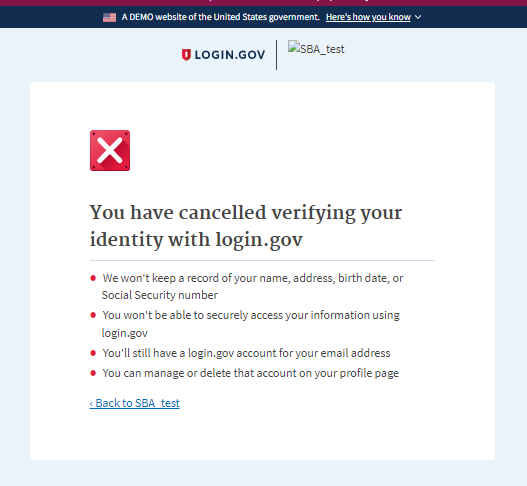 A DEMO website of the United States government. Here's how you know
LOGIN.GOV
SBA_test
You have cancelled verifying your
identity with login.gov
We won't keep a record of your name, address, birth date, or
Social Security number
You won't be able to securely access your information using
login.gov
You'll still have a login.gov account for your email address
You can manage or delete that account on your profile page
‹ Back to SBA_test